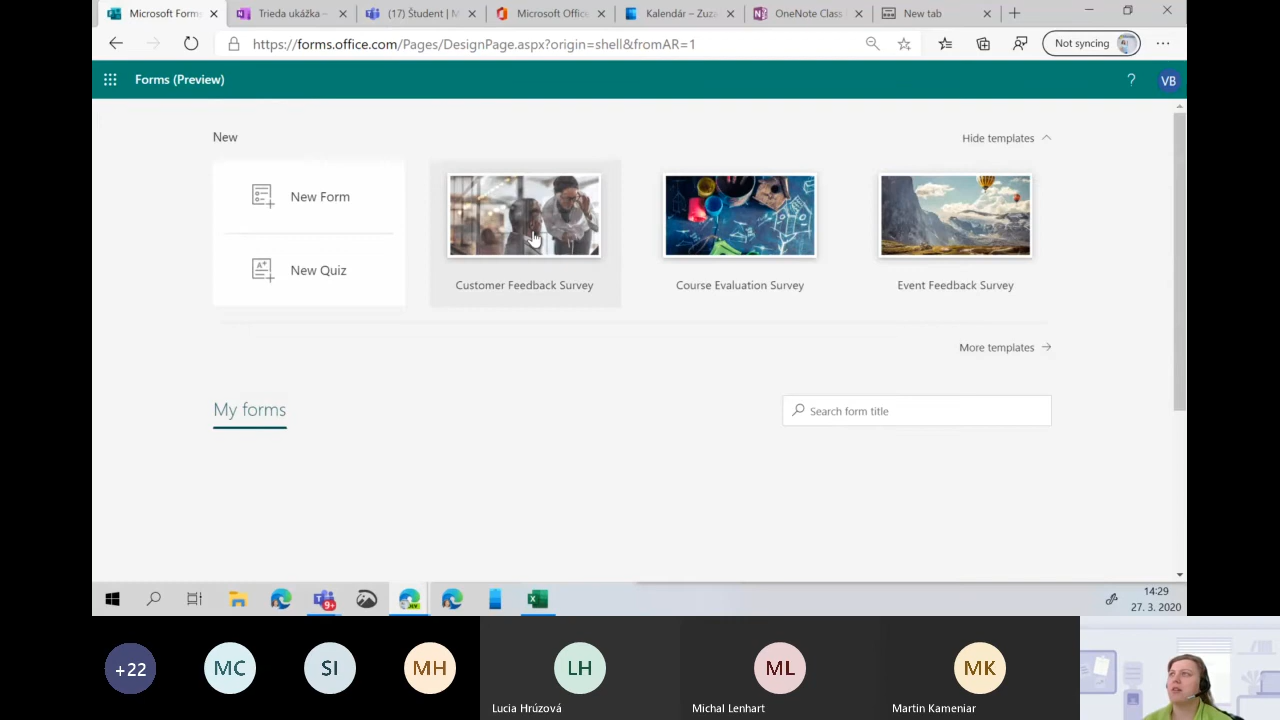 Microsoft Forms
Trieda ukážka –
(17) Študent | M
Microsoft Office
Kalendár – Zuza
OneNote Class
New tab
https://forms.office.com/Pages/DesignPage.aspx?origin=shell&fromAR=1
Not syncing
Forms (Preview)
?
VB
New
Hide templates
New Form
New Quiz
Customer Feedback Survey
Course Evaluation Survey
Event Feedback Survey
More templates
My forms
Search form title
9+
14:29
27. 3. 2020
+22
MC
SI
MH
LH
ML
MK
Lucia Hrúzová
Michal Lenhart
Martin Kameniar